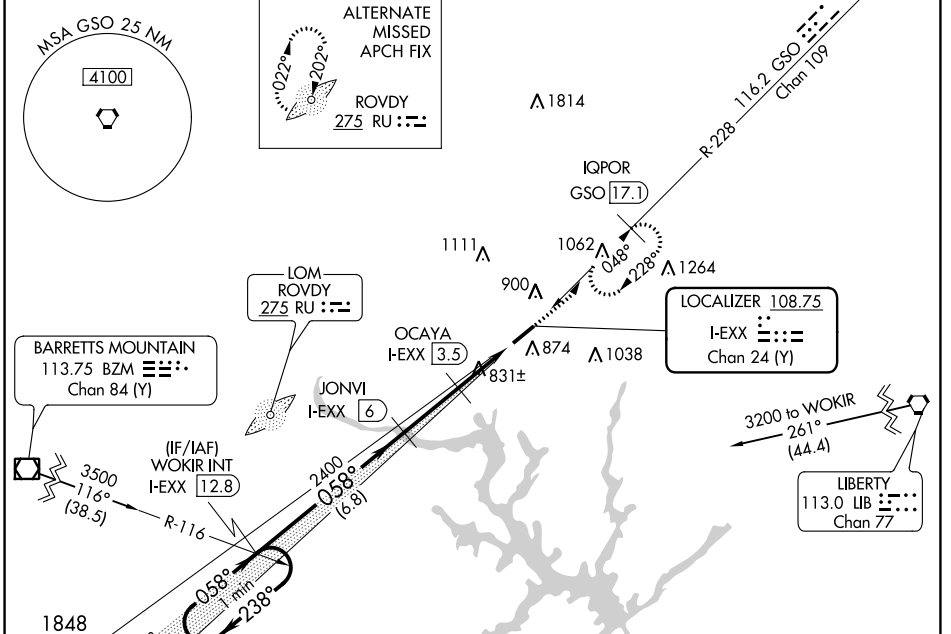 MSA GSO 25 NM
4100
ALTERNATE
MISSED
APCH FIX
022°
202°
ROVDY
275 RU
1814
116.2 GSO
Chan 109
R-228
IQPOR
GSO 17.1
1111
1062
048°
228°
1264
900
LOM
ROVDY
275 RU
LOCALIZER 108.75
I-EXX
Chan 24 (Y)
OCAYA
I-EXX 3.5
874
1038
831±
BARRETTS MOUNTAIN
113.75 BZM
Chan 84 (Y)
JONVI
I-EXX 6
3200 to WOKIR
261°
(44.4)
(IF/IAF)
WOKIR INT
I-EXX 12.8
2400
058°
(6.8)
3500
116°
(38.5)
R-116
LIBERTY
113.0 LIB
Chan 77
058°
1 min
238°
1848